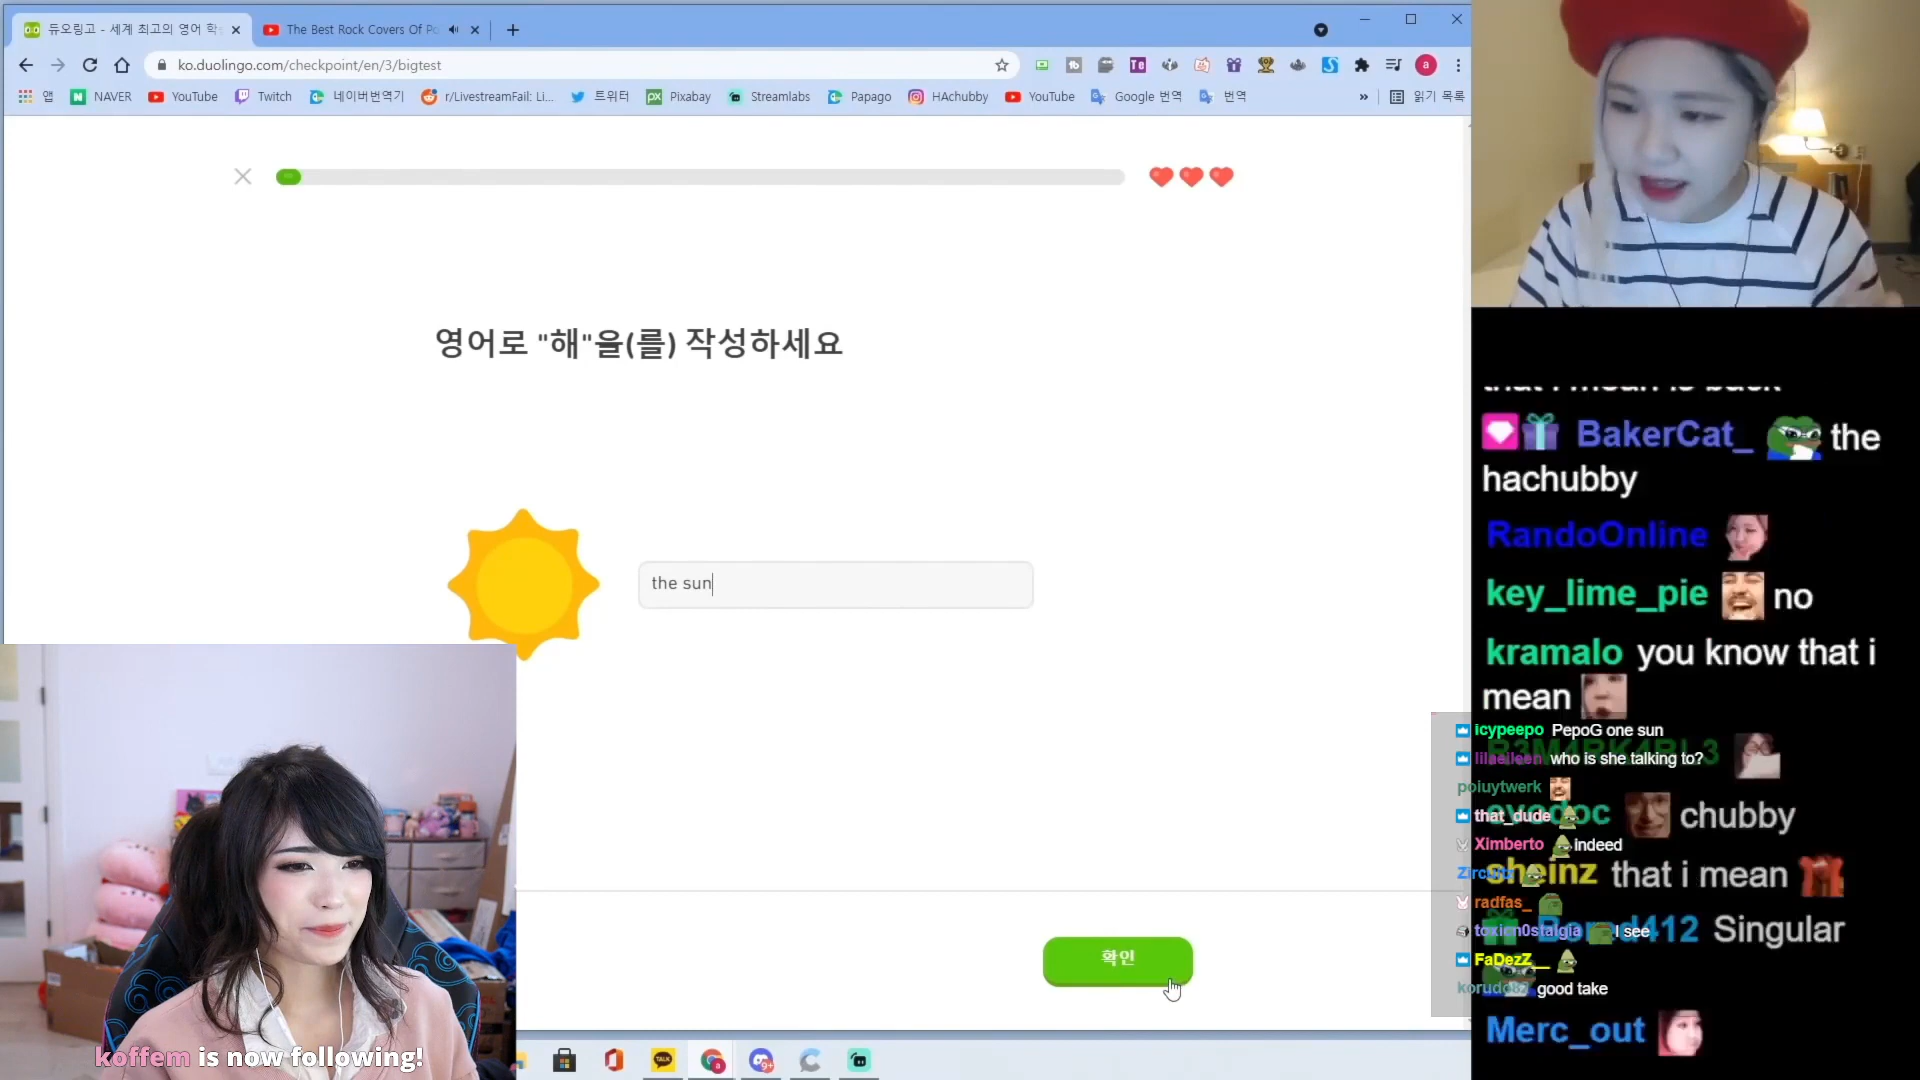 듀오링고 - 세계 최고의 영어 학
The Best Rock Covers Of Po
ko.duolingo.com/checkpoint/en/3/bigtest
앱 NAVER YouTube Twitch 네이버번역기 r/LivestreamFail: Li... 트위터 Pixabay Streamlabs Papago HAchubby YouTube Google 번역 번역 » 읽기 목록
영어로 "해"을(를) 작성하세요
the sun
확인
koffem is now following!
BakerCat_ the
hachubby
RandoOnline
key_lime_pie no
kramalo you know that i
mean
chubby
sheinz that i mean
Bored412 Singular
Merc_out
icypeepo PepoG one sun
lilaeileen who is she talking to?
poiuytwerk
that_dude
Ximberto indeed
radfas_
toxicn0stalgia I see
FaDezZ__
good take